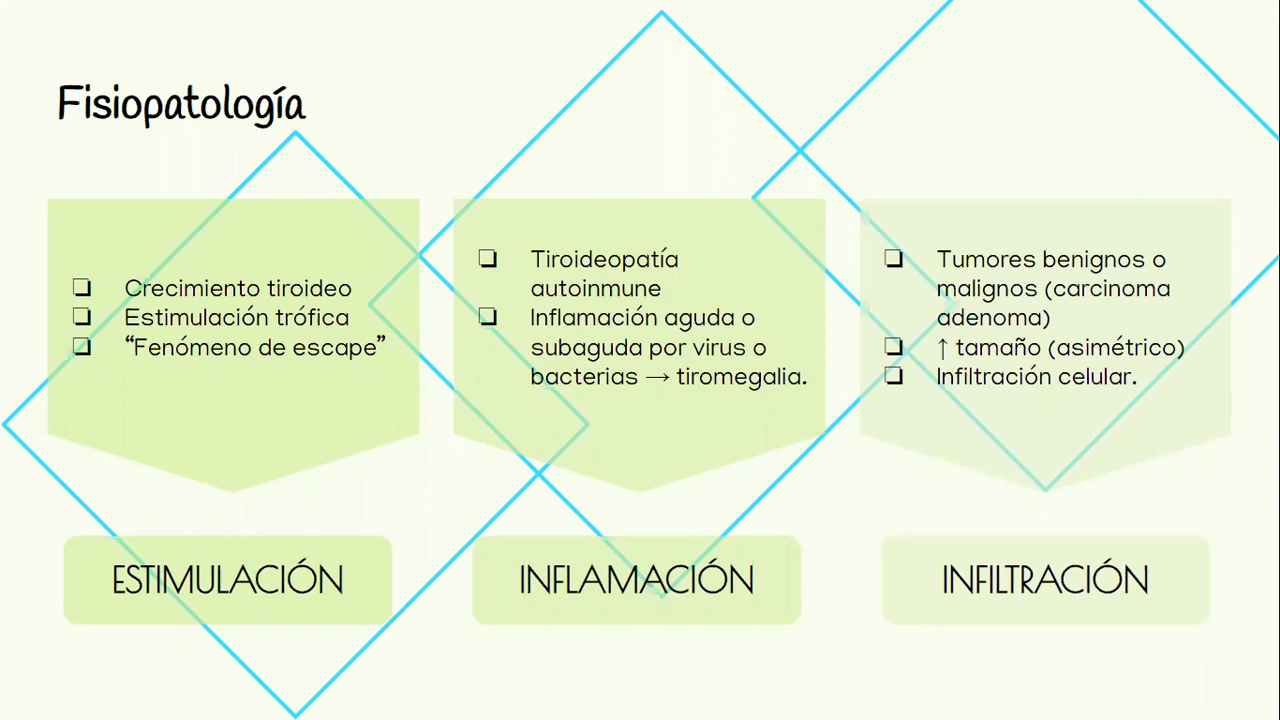 Fisiopatología
❏ Crecimiento tiroideo
❏ Estimulación trófica
❏ “Fenómeno de escape”
ESTIMULACIÓN
❏ Tiroideopatía
autoinmune
❏ Inflamación aguda o
subaguda por virus o
bacterias → tiromegalia.
INFLAMACIÓN
❏ Tumores benignos o
malignos (carcinoma
adenoma)
❏ ↑ tamaño (asimétrico)
❏ Infiltración celular.
INFILTRACIÓN